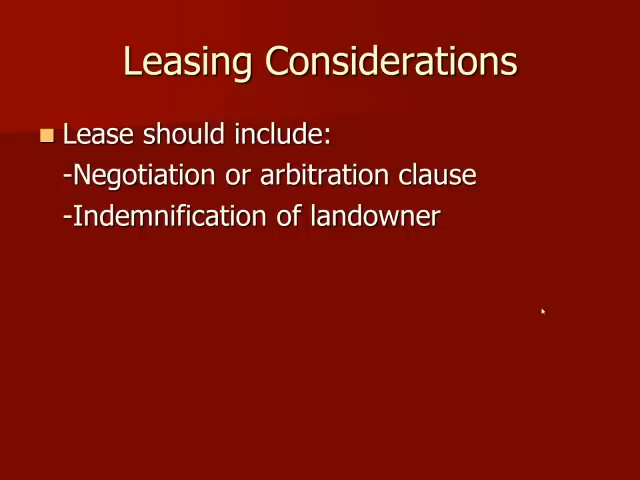 Leasing Considerations
Lease should include:
-Negotiation or arbitration clause
-Indemnification of landowner